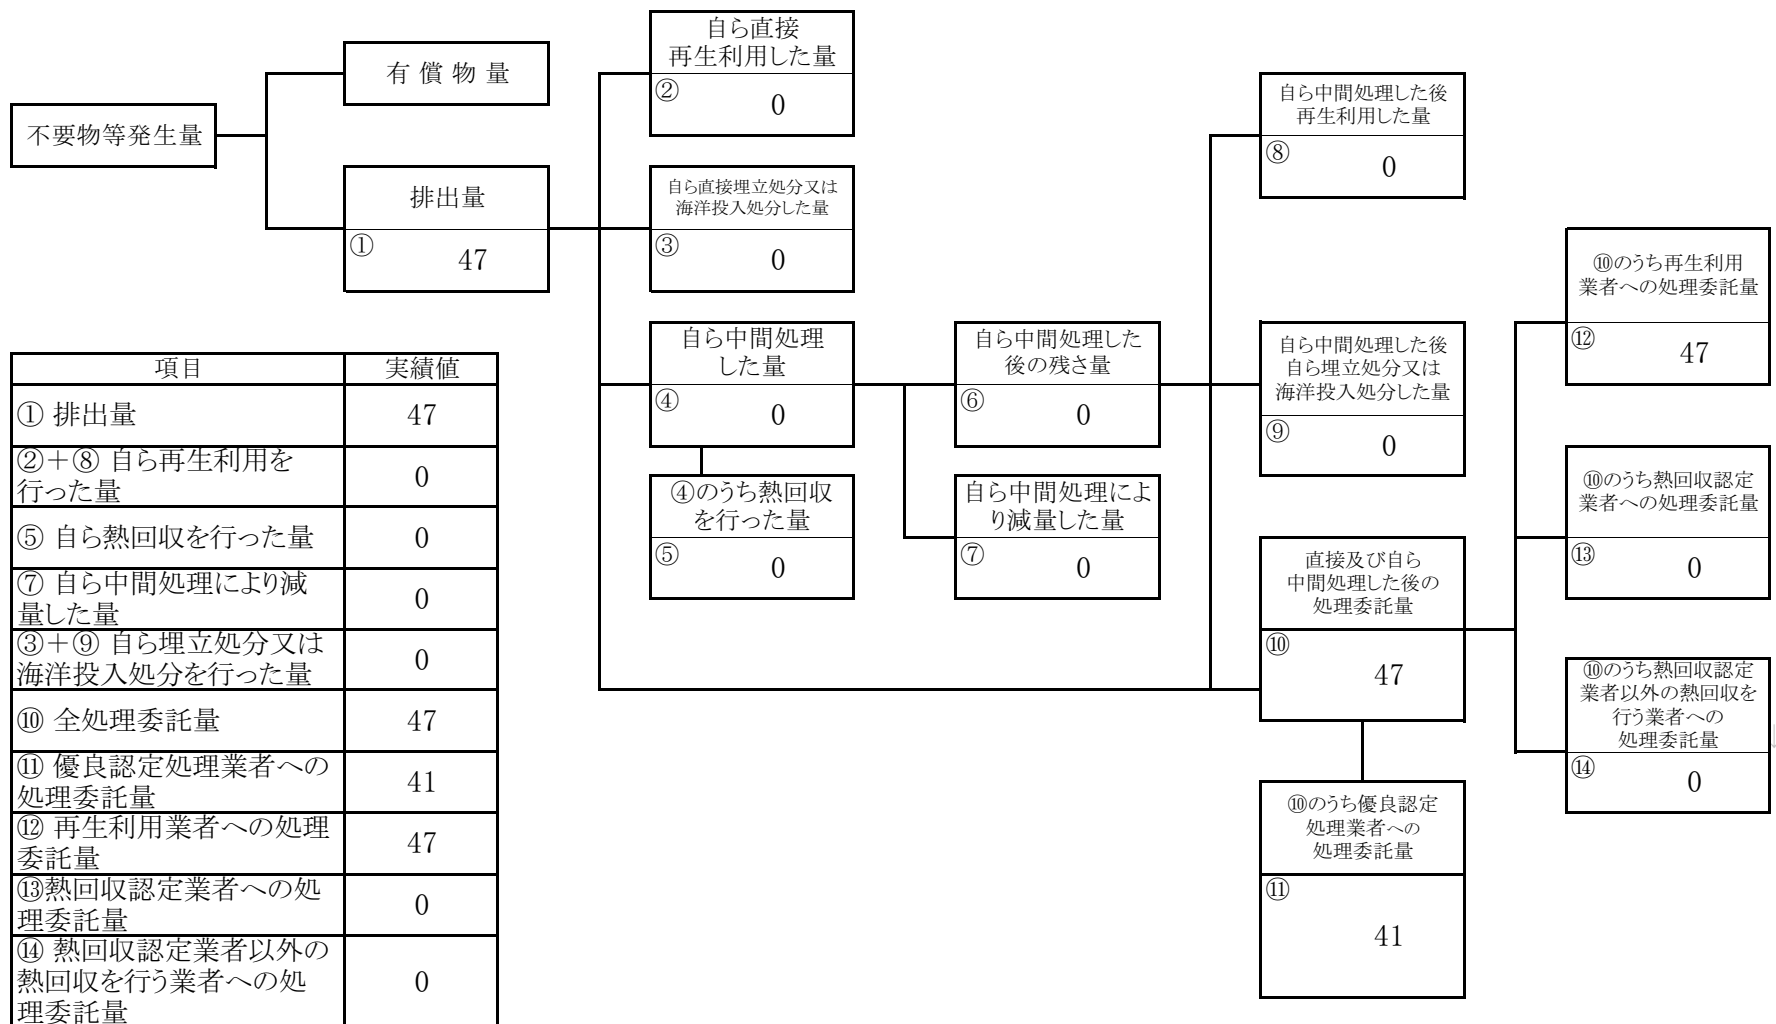 不要物等発生量
有償物量
排出量
①
47
自ら直接
再生利用した量
②
0
自ら直接埋立処分又は
海洋投入処分した量
③
0
自ら中間処理
した量
④
0
④のうち熱回収
を行った量
⑤
0
自ら中間処理した
後の残さ量
⑥
0
自ら中間処理によ
り減量した量
⑦
0
自ら中間処理した後
再生利用した量
⑧
0
自ら中間処理した後
自ら埋立処分又は
海洋投入処分した量
⑨
0
直接及び自ら
中間処理した後の
処理委託量
⑩
47
⑩のうち優良認定
処理業者への
処理委託量
⑪
41
⑩のうち再生利用
業者への処理委託量
⑫
47
⑩のうち熱回収認定
業者への処理委託量
⑬
0
⑩のうち熱回収認定
業者以外の熱回収を
行う業者への
処理委託量
⑭
0
項目 実績値
① 排出量 47
②＋⑧ 自ら再生利用を
行った量 0
⑤ 自ら熱回収を行った量 0
⑦ 自ら中間処理により減
量した量 0
③＋⑨ 自ら埋立処分又は
海洋投入処分を行った量 0
⑩ 全処理委託量 47
⑪ 優良認定処理業者への
処理委託量 41
⑫ 再生利用業者への処理
委託量 47
⑬熱回収認定業者への処
理委託量 0
⑭ 熱回収認定業者以外の
熱回収を行う業者への処
理委託量 0